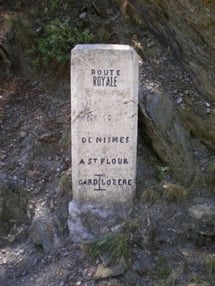 ROUTE
ROYALE
DE NISMES
A ST FLOUR
GARD LOZERE